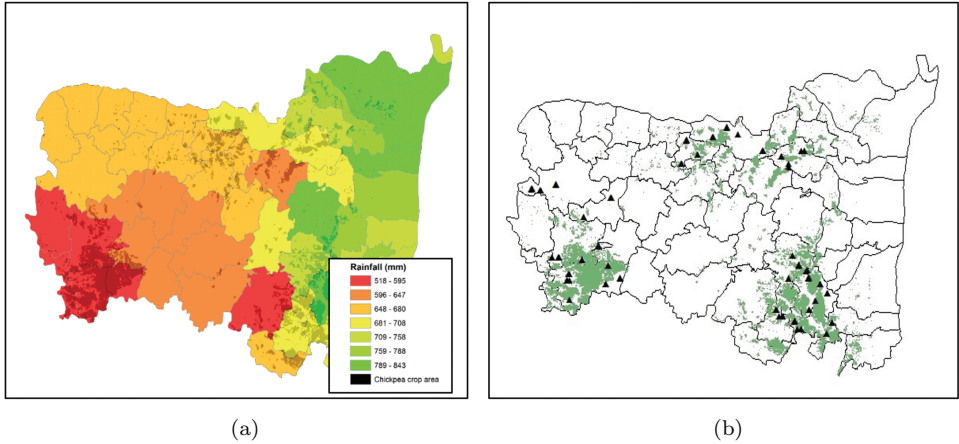 Rainfall (mm)
518 - 595
596 - 647
648 - 680
681 - 708
709 - 758
759 - 788
789 - 843
Chickpea crop area
(a)
(b)